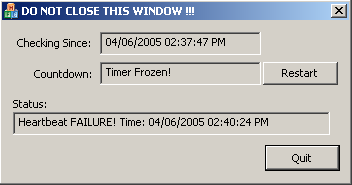 DO NOT CLOSE THIS WINDOW !!!
Checking Since: 04/06/2005 02:37:47 PM
Countdown: Timer Frozen! Restart
Status:
Heartbeat FAILURE! Time: 04/06/2005 02:40:24 PM
Quit